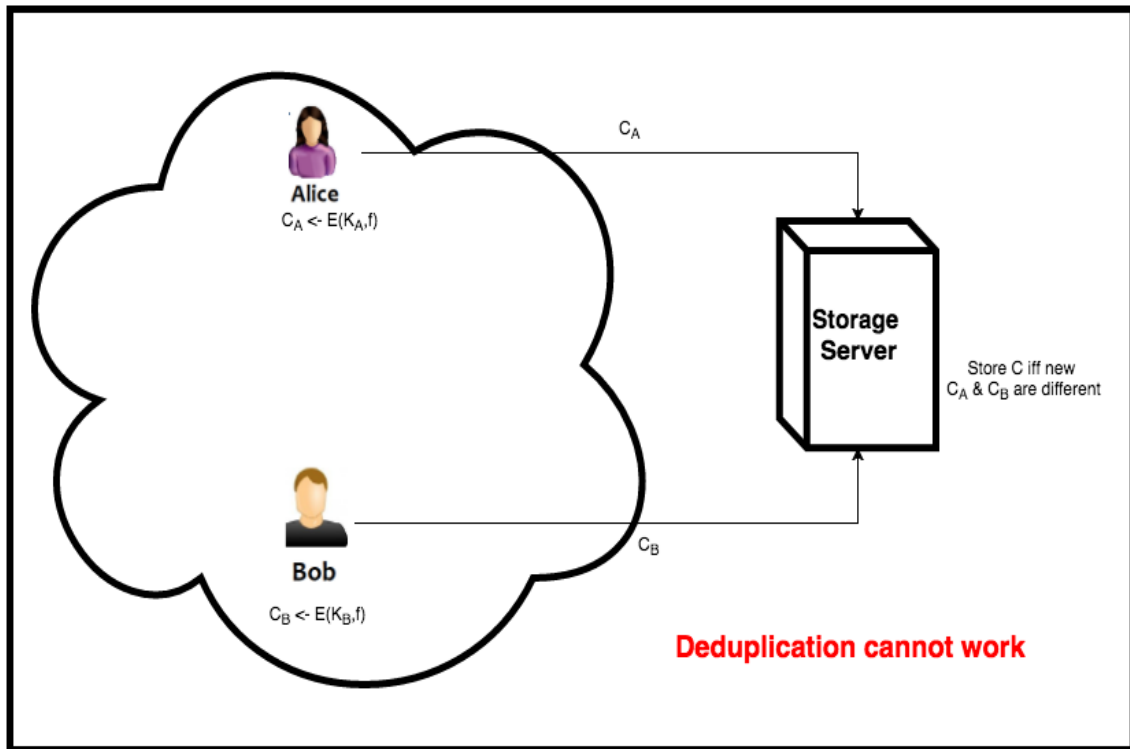 C_A
Alice
C_A <- E(K_A,f)
Storage
Server
Store C iff new
C_A & C_B are different
Bob
C_B
C_B <- E(K_B,f)
Deduplication cannot work